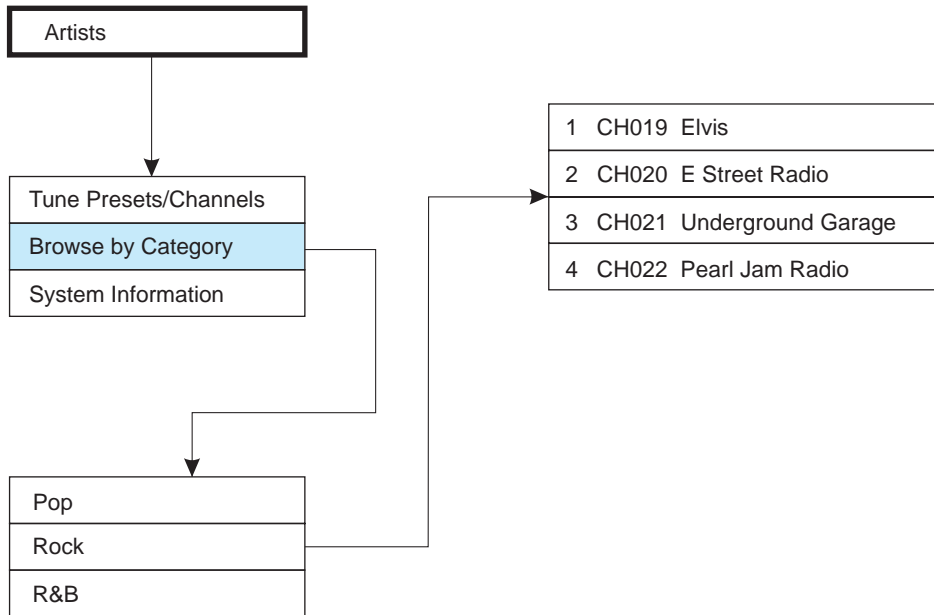 Artists
Tune Presets/Channels
Browse by Category
System Information
Pop
Rock
R&B
1 CH019 Elvis
2 CH020 E Street Radio
3 CH021 Underground Garage
4 CH022 Pearl Jam Radio